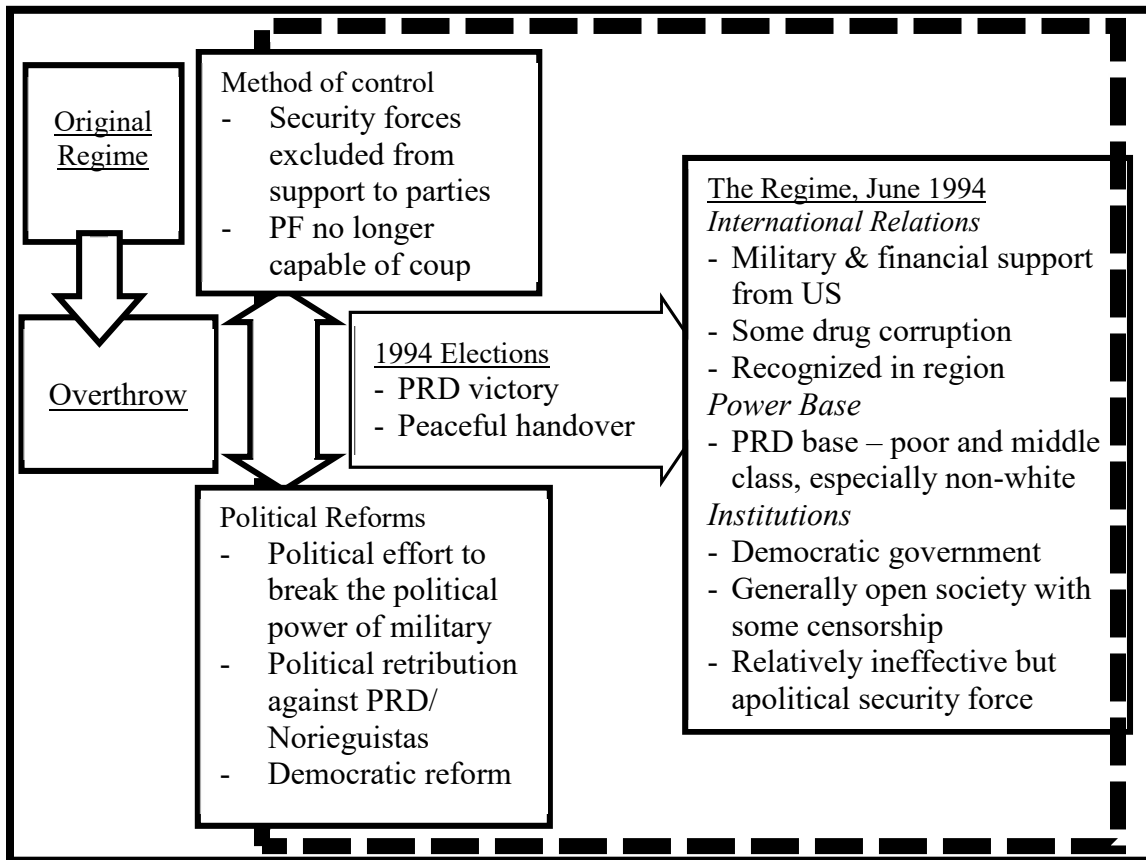 Original
Regime
Overthrow
Method of control
- Security forces
excluded from
support to parties
- PF no longer
capable of coup
1994 Elections
- PRD victory
- Peaceful handover
Political Reforms
- Political effort to
break the political
power of military
- Political retribution
against PRD/
Norieguistas
- Democratic reform
The Regime, June 1994
International Relations
- Military & financial support
from US
- Some drug corruption
- Recognized in region
Power Base
- PRD base – poor and middle
class, especially non-white
Institutions
- Democratic government
- Generally open society with
some censorship
- Relatively ineffective but
apolitical security force